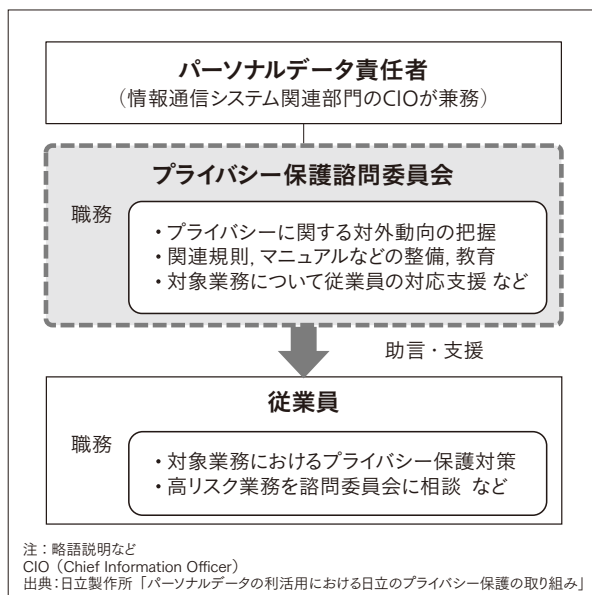 パーソナルデータ責任者
（情報通信システム関連部門のCIOが兼務）
プライバシー保護諮問委員会
職務
・プライバシーに関する対外動向の把握
・関連規則, マニュアルなどの整備, 教育
・対象業務について従業員の対応支援 など
助言・支援
従業員
職務
・対象業務におけるプライバシー保護対策
・高リスク業務を諮問委員会に相談 など
注：略語説明など
CIO（Chief Information Officer）
出典：日立製作所「パーソナルデータの利活用における日立のプライバシー保護の取り組み」